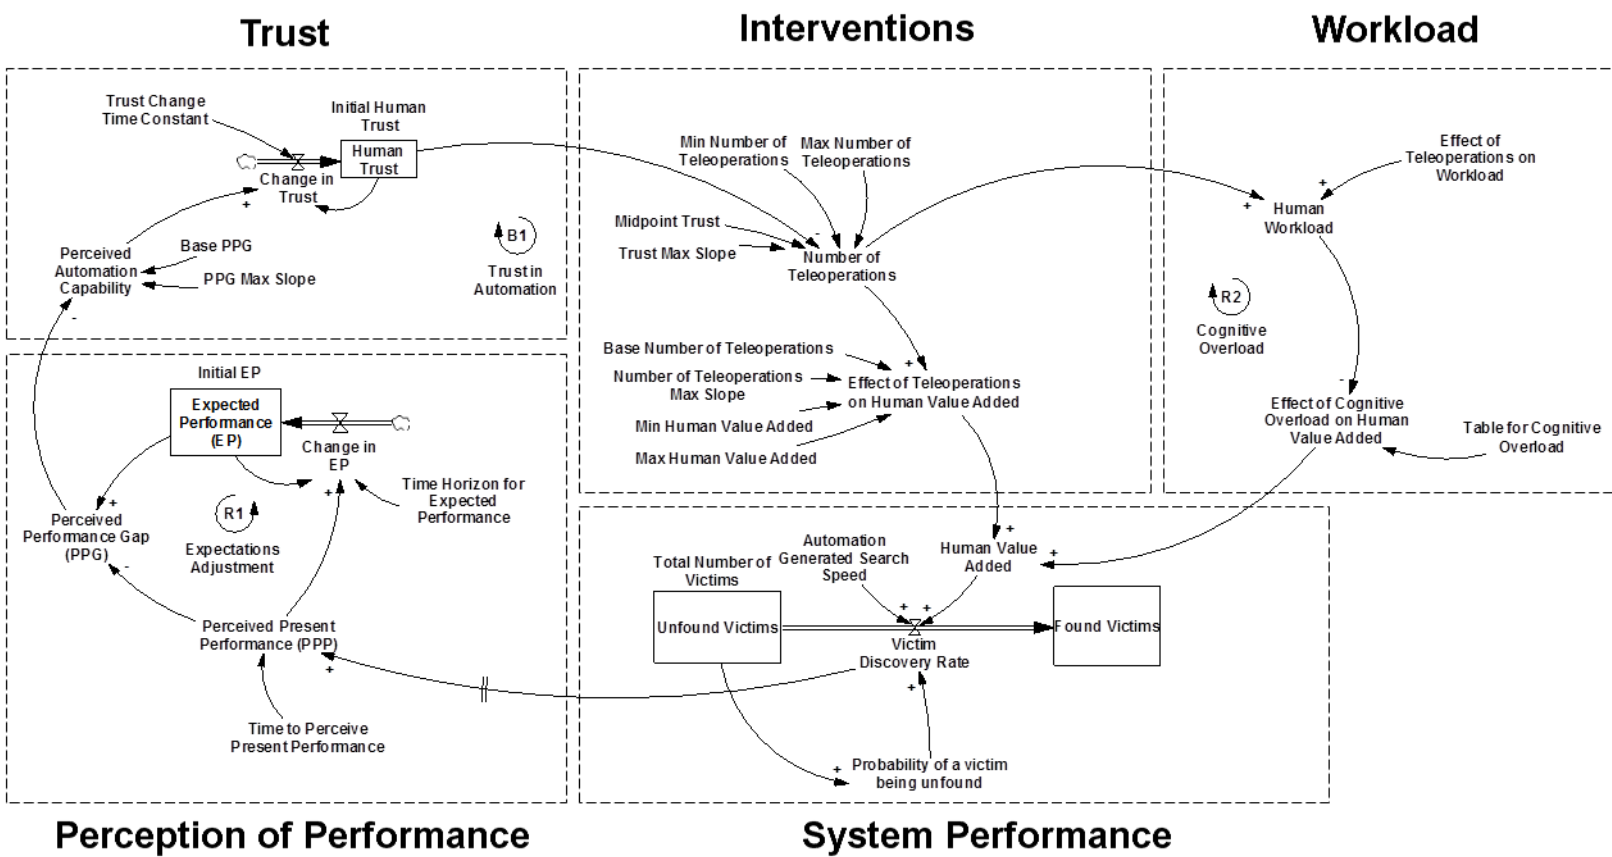 Trust
Interventions
Workload
Trust Change
Time Constant
Initial Human
Trust
Human
Trust
Change in
Trust
+
Perceived
Automation
Capability
Base PPG
PPG Max Slope
-
B1
Trust in
Automation
Min Number of
Teleoperations
Max Number of
Teleoperations
Midpoint Trust
Trust Max Slope
-
Number of
Teleoperations
Base Number of Teleoperations
Number of Teleoperations
Max Slope
Min Human Value Added
Max Human Value Added
+
Effect of Teleoperations
on Human Value Added
Effect of
Teleoperations on
Workload
+
+
Human
Workload
R2
Cognitive
Overload
-
Effect of Cognitive
Overload on Human
Value Added
Table for Cognitive
Overload
Initial EP
Expected
Performance
(EP)
Change in
EP
+
Time Horizon for
Expected
Performance
+
Perceived
Performance Gap
(PPG)
-
R1
Expectations
Adjustment
Perceived Present
Performance (PPP)
+
Time to Perceive
Present Performance
Total Number of
Victims
Automation
Generated Search
Speed
+
Human Value
Added
+
Unfound Victims
+
+
Found Victims
Victim
Discovery Rate
+
+
Probability of a victim
being unfound
Perception of Performance
System Performance